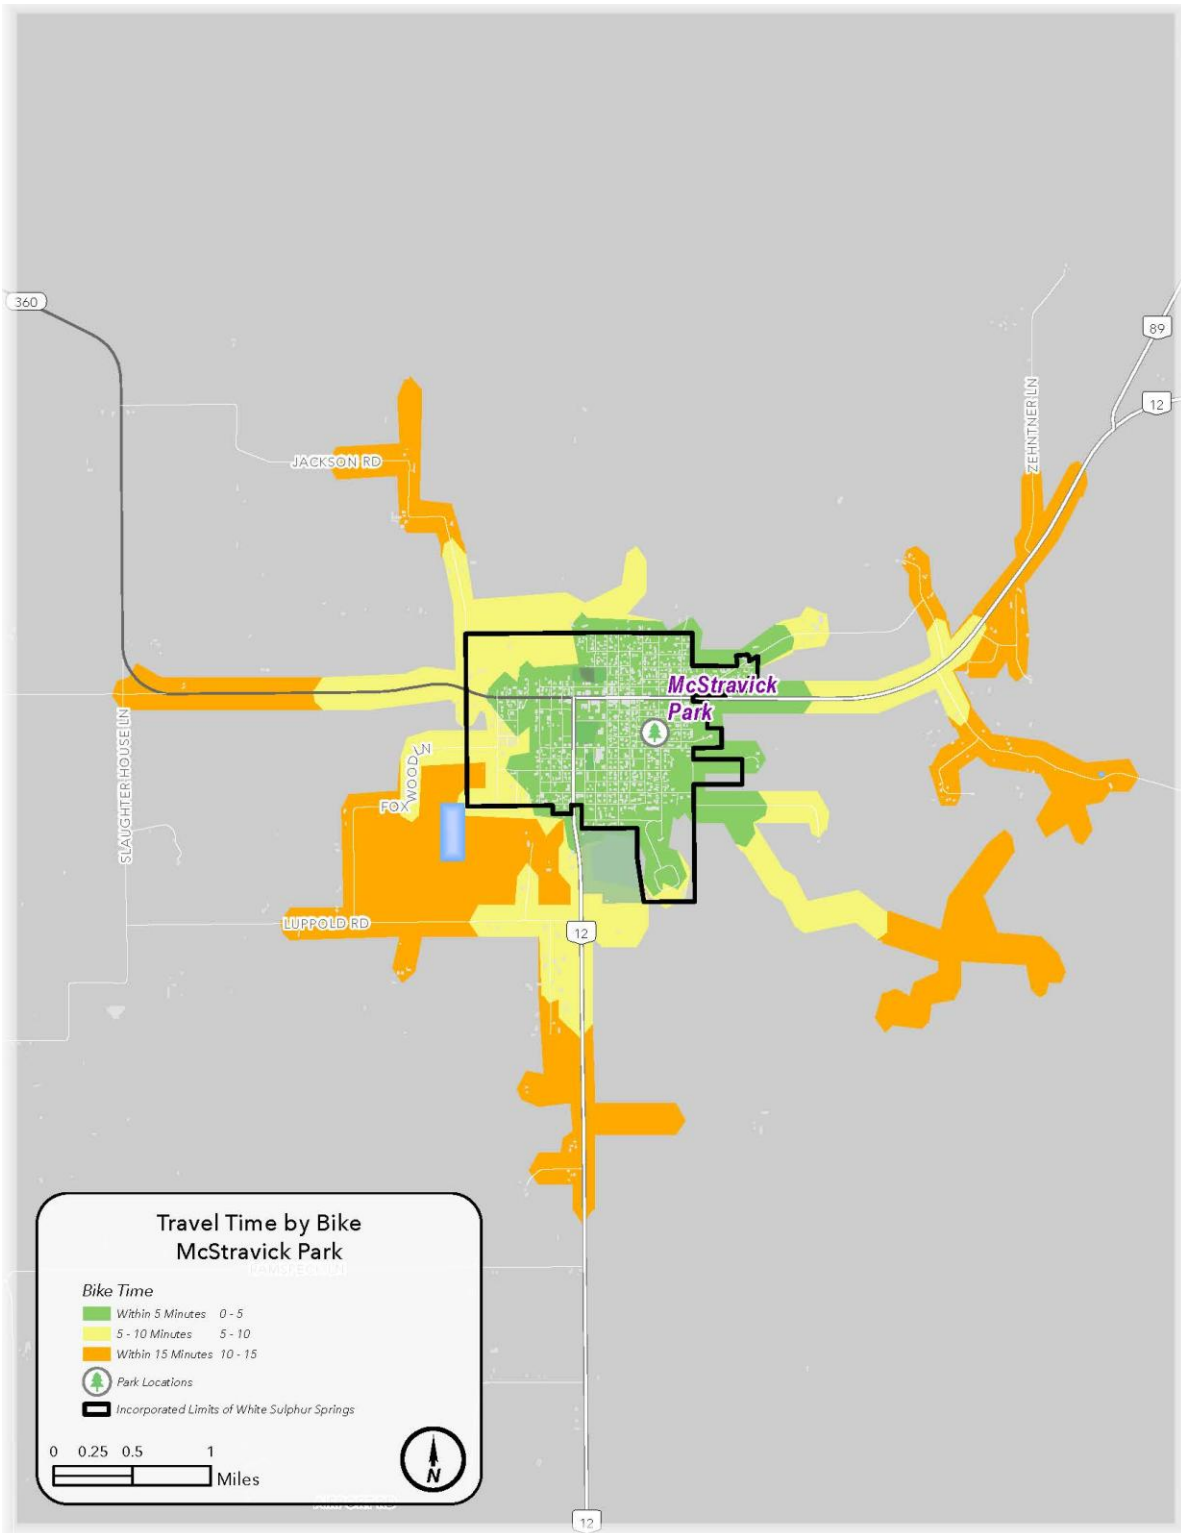 360
89
12
ZEHNTNER LN
JACKSON RD
McStravick
Park
SLAUGHTER HOUSE LN
FOX WOOD LN
LUPPOLD RD
12
Travel Time by Bike
McStravick Park
Bike Time
Within 5 Minutes 0 - 5
5 - 10 Minutes 5 - 10
Within 15 Minutes 10 - 15
Park Locations
Incorporated Limits of White Sulphur Springs
0 0.25 0.5 1
Miles
N
12